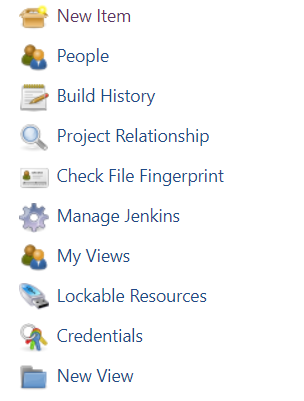 New Item
People
Build History
Project Relationship
Check File Fingerprint
Manage Jenkins
My Views
Lockable Resources
Credentials
New View